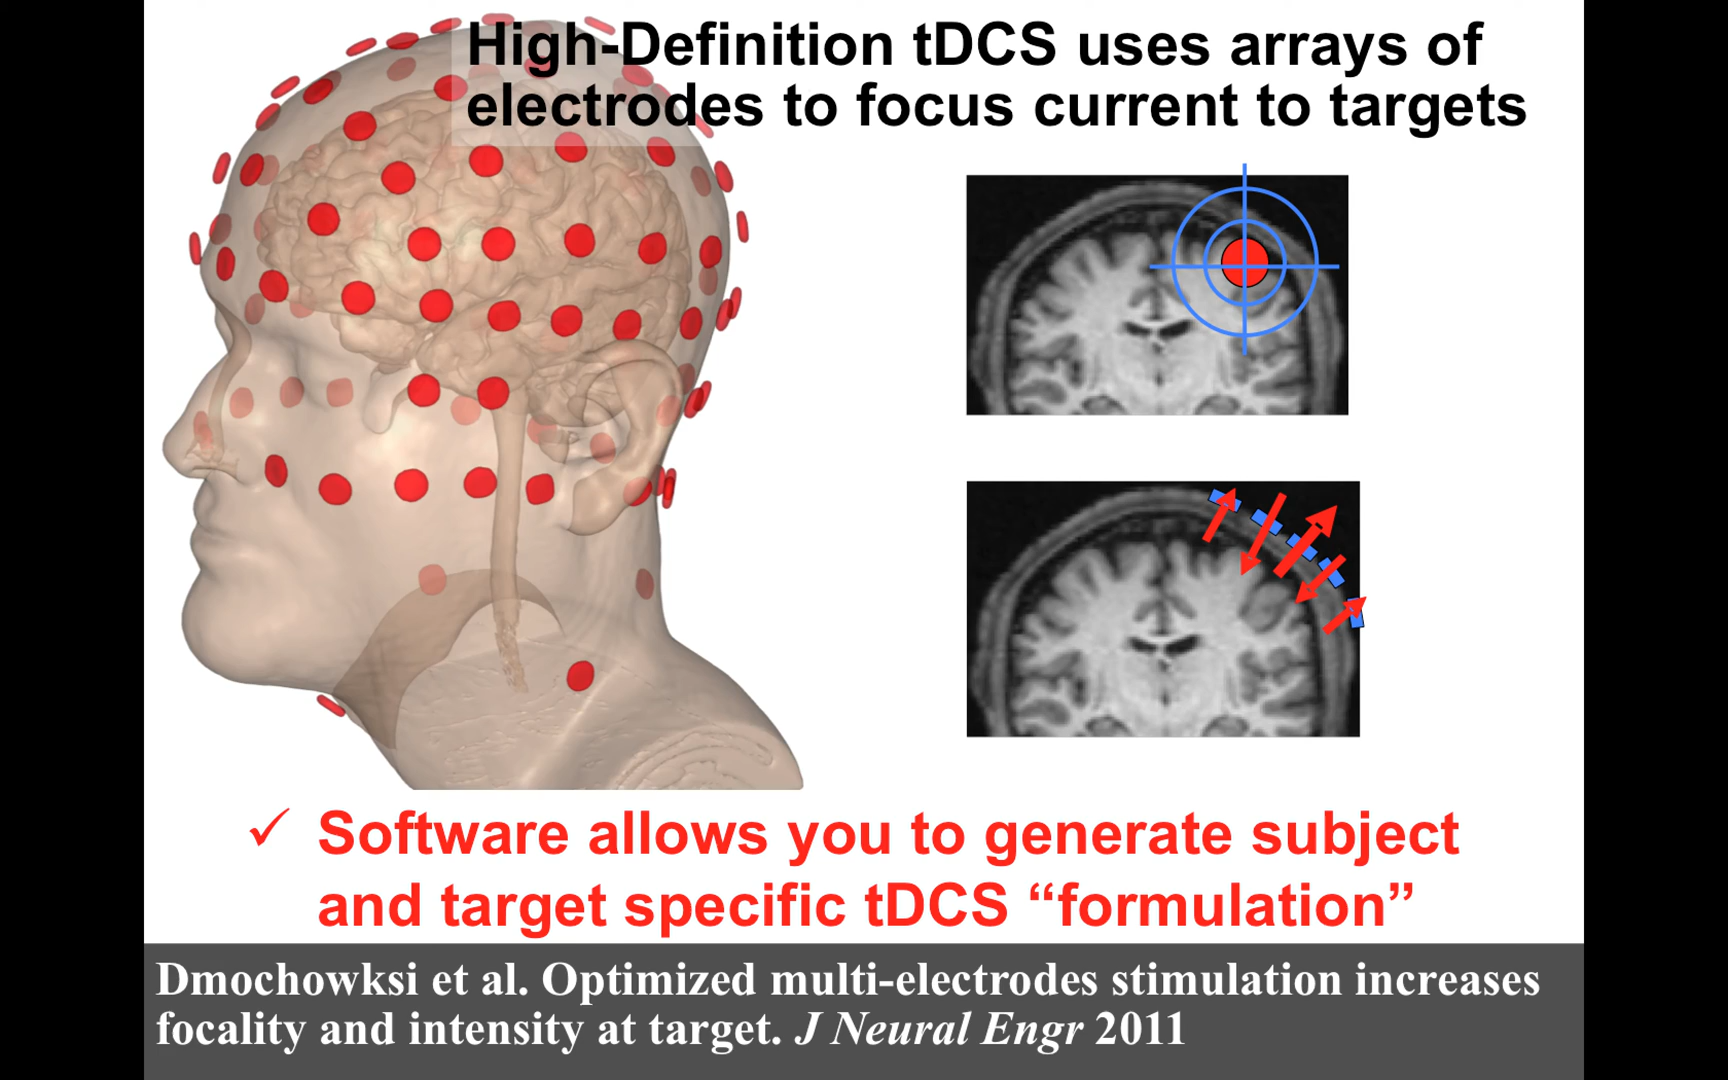 High-Definition tDCS uses arrays of
electrodes to focus current to targets
✓ Software allows you to generate subject
and target specific tDCS “formulation”
Dmochowksi et al. Optimized multi-electrodes stimulation increases
focality and intensity at target. J Neural Engr 2011